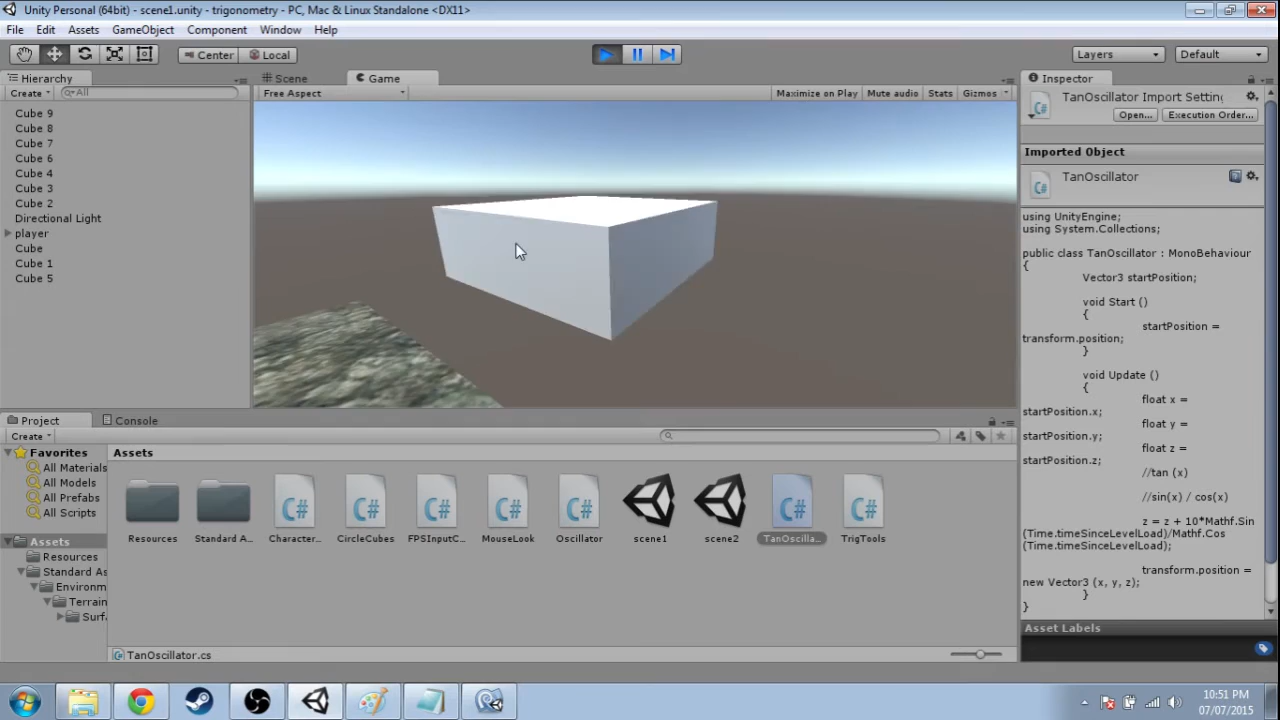 Unity Personal (64bit) - scene1.unity - trigonometry - PC, Mac & Linux Standalone <DX11>
File Edit Assets GameObject Component Window Help
Center Local Layers Default
Hierarchy Scene Game Inspector
Create All Free Aspect Maximize on Play Mute audio Stats Gizmos
TanOscillator Import Settin
Open... Execution Order...
Cube 9
Cube 8
Cube 7
Cube 6
Cube 4
Cube 3
Cube 2
Directional Light
player
Cube
Cube 1
Cube 5
Imported Object
TanOscillator
using UnityEngine;
using System.Collections;
public class TanOscillator : MonoBehaviour
{
Vector3 startPosition;
void Start ()
{
startPosition =
transform.position;
}
void Update ()
{
float x =
startPosition.x;
float y =
startPosition.y;
float z =
startPosition.z;
//tan (x)
//sin(x) / cos(x)
z = z + 10*Mathf.Sin
(Time.timeSinceLevelLoad)/Mathf.Cos
(Time.timeSinceLevelLoad);
transform.position =
new Vector3 (x, y, z);
}
}
Asset Labels
Project Console
Create
Favorites
All Materials
All Models
All Prefabs
All Scripts
Assets
Resources
Standard As
Environm
Terrain
Surf
Assets
Resources Standard A... Character... CircleCubes FPSInputC... MouseLook Oscillator scene1 scene2 TanOscilla... TrigTools
TanOscillator.cs
10:51 PM
07/07/2015